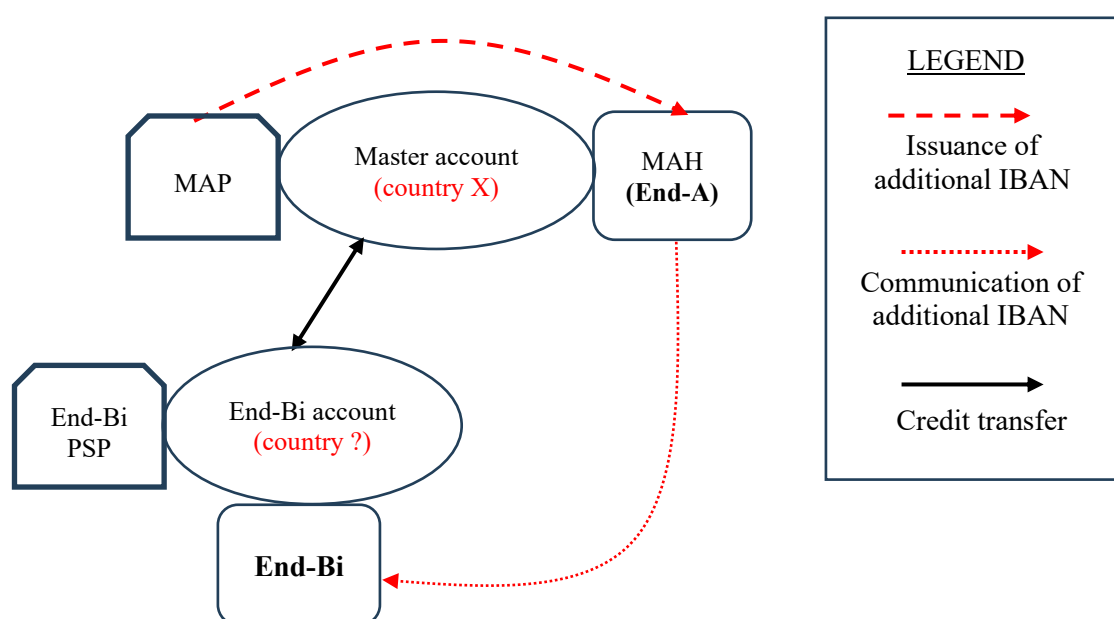 MAP
Master account
(country X)
MAH
(End-A)
End-Bi
PSP
End-Bi account
(country ?)
End-Bi
LEGEND
Issuance of
additional IBAN
Communication of
additional IBAN
Credit transfer